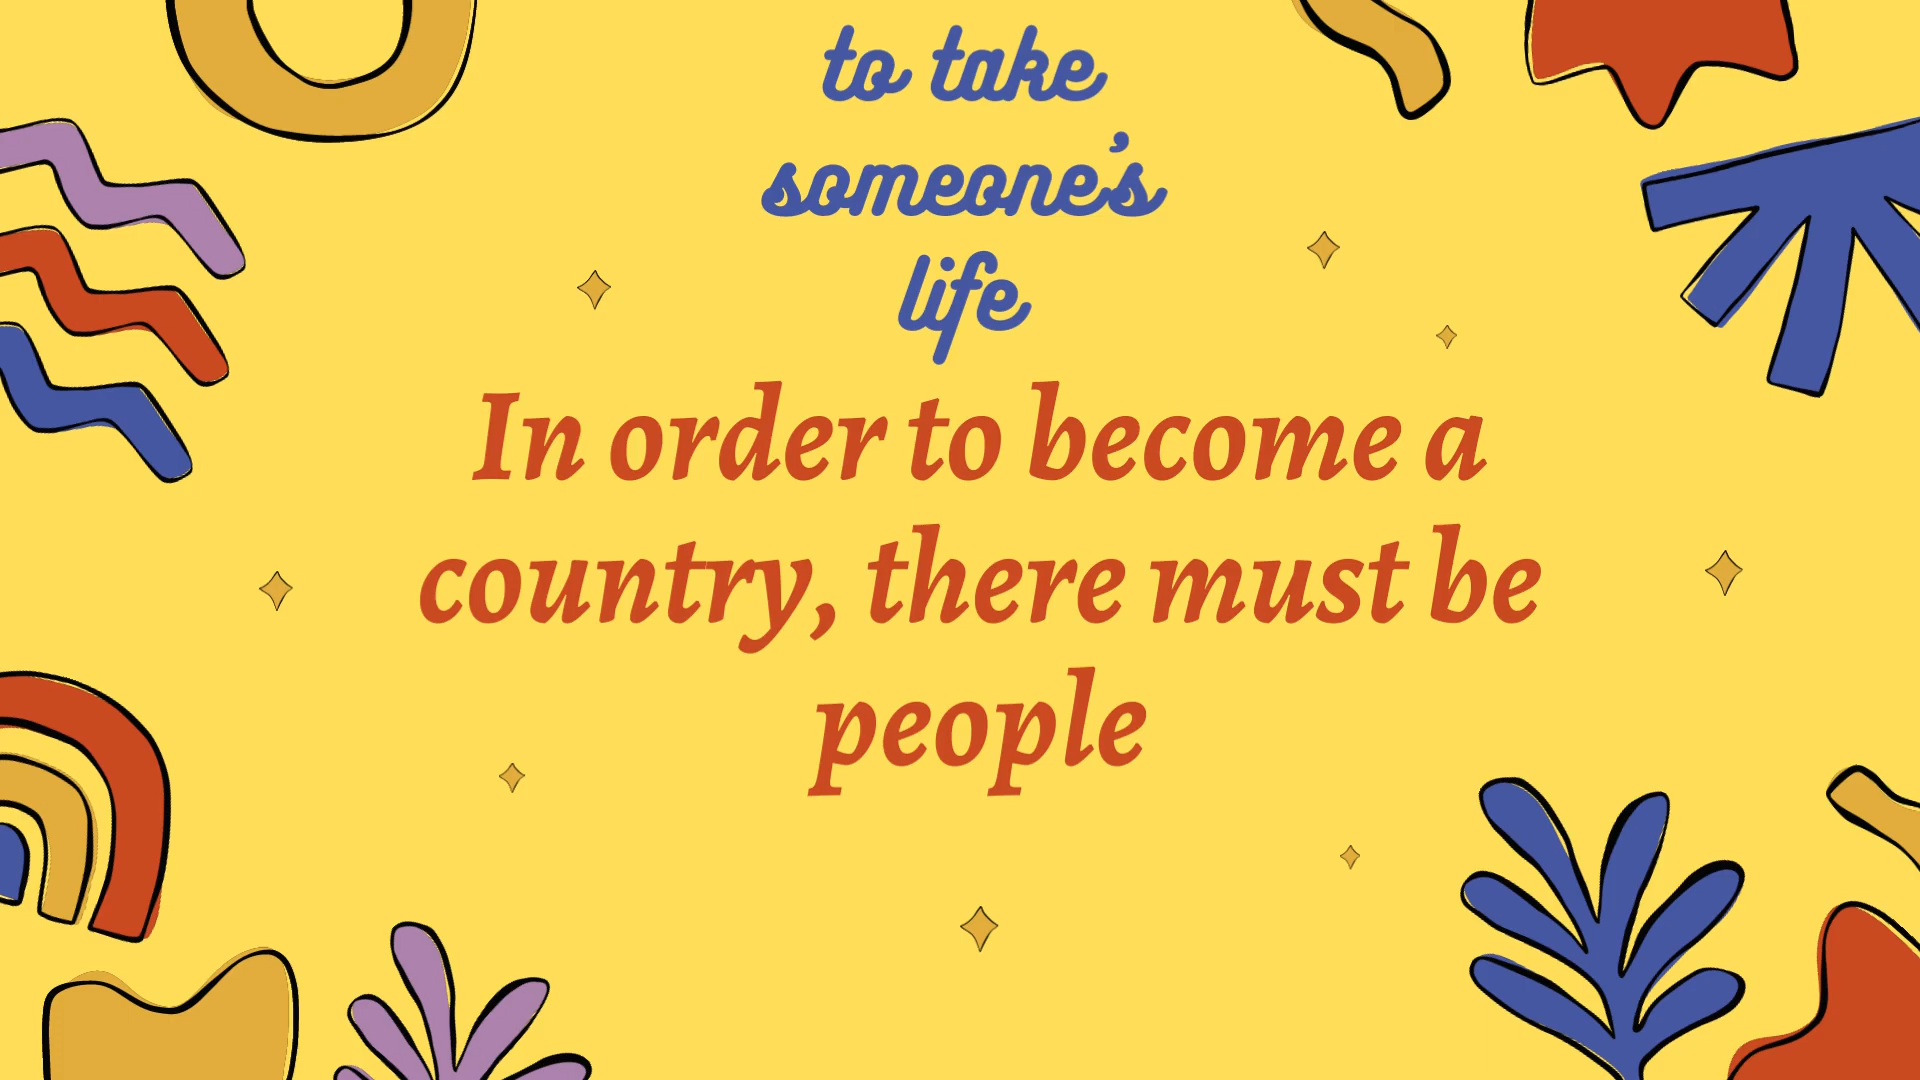 to take
someone's
life
In order to become a
country, there must be
people